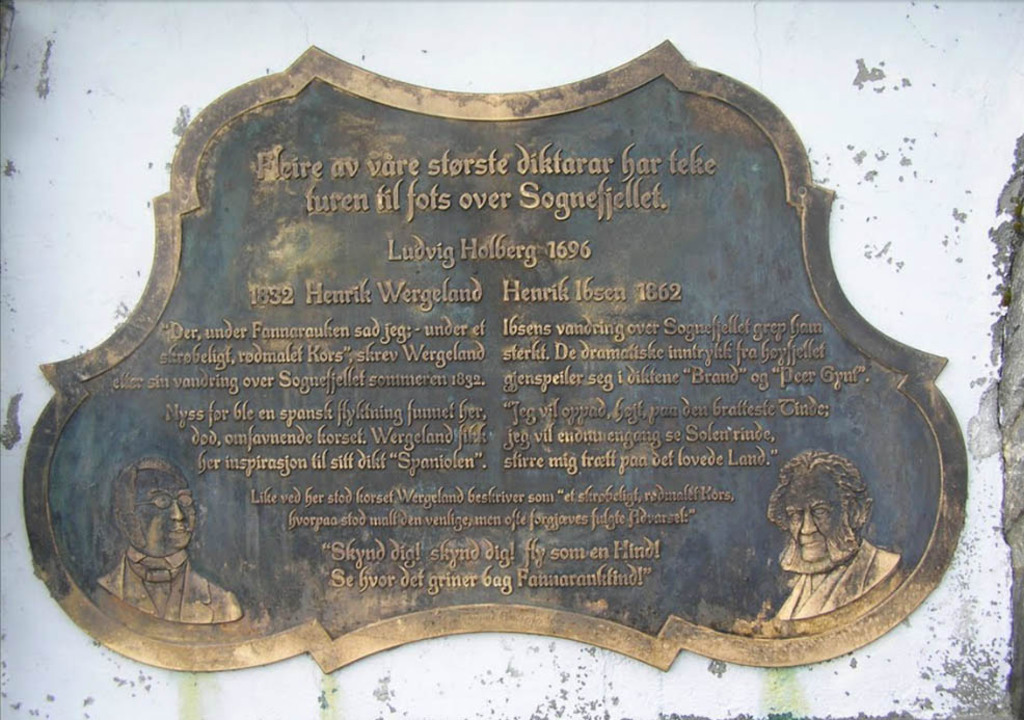 Fleire av våre største diktarar har teke
turen til fots over Sognefjellet.
Ludvig Holberg 1696
1832 Henrik Wergeland
"Der, under Fannarauken sad jeg; - under et
skrøbeligt, rødmalet Kors", skrev Wergeland
etter sin vandring over Sognefjellet sommeren 1832.
Nyss før ble en spansk flyktning funnet her,
død, omfavnende korset. Wergeland fikk
her inspirasjon til sitt dikt "Spaniolen".
Henrik Ibsen 1862
Ibsens vandring over Sognefjellet grep ham
sterkt. De dramatiske inntrykk fra høyfjellet
gjenspeiler seg i diktene "Brand" og "Peer Gynt".
"Jeg vil oppad, højt, paa den bratteste Tinde;
jeg vil endnu engang se Solen rinde,
stirre mig træt paa det lovede Land."
Like ved her stod korset Wergeland beskriver som "et skrøbeligt, rødmalet Kors,
hvorpaa stod malt den venlige, men ofte forgjæves fulgte Advarsel:"
"Skynd dig! skynd dig! fly som en Hind!
Se hvor det griner bag Fannaraukind!"